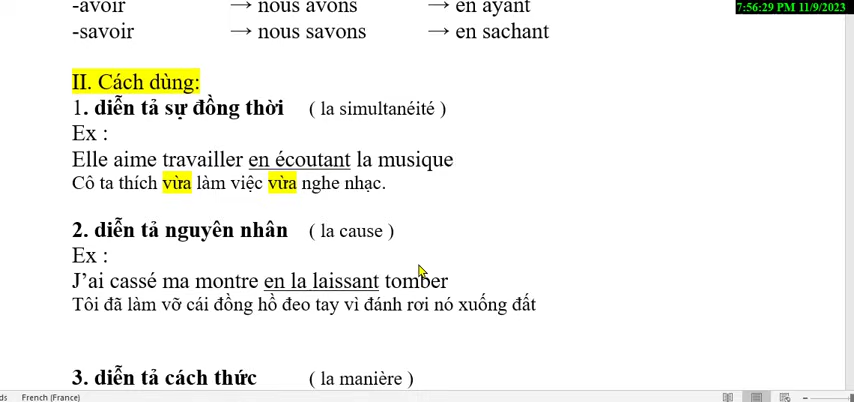 7:56:29 PM 11/9/2023
-avoir → nous avons → en ayant
-savoir → nous savons → en sachant
II. Cách dùng:
1. diễn tả sự đồng thời ( la simultanéité )
Ex :
Elle aime travailler en écoutant la musique
Cô ta thích vừa làm việc vừa nghe nhạc.
2. diễn tả nguyên nhân ( la cause )
Ex :
J’ai cassé ma montre en la laissant tomber
Tôi đã làm vỡ cái đồng hồ đeo tay vì đánh rơi nó xuống đất
3. diễn tả cách thức ( la manière )
ds French (France)